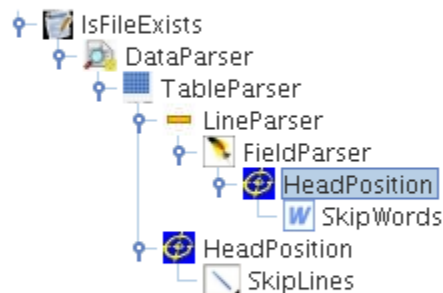 IsFileExists
DataParser
TableParser
LineParser
FieldParser
HeadPosition
W SkipWords
HeadPosition
SkipLines